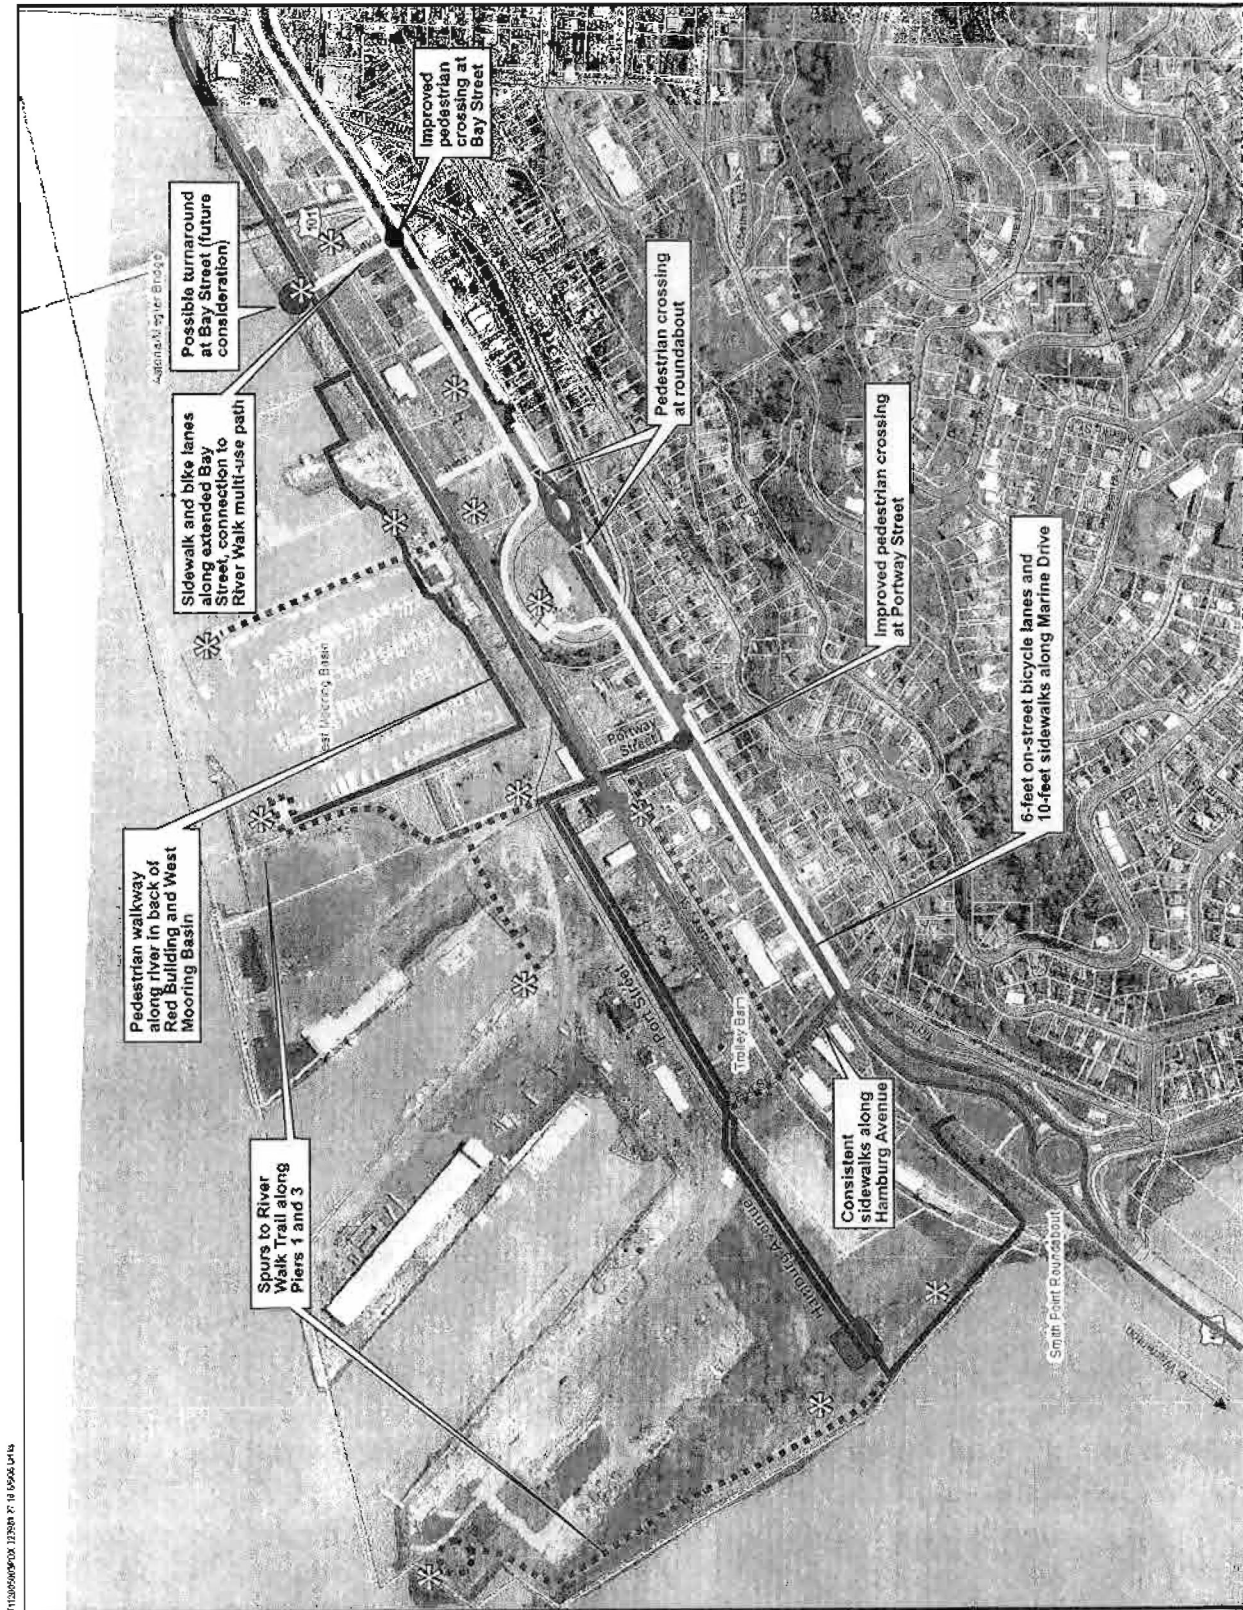 Spurs to River
Walk Trail along
Piers 1 and 3
Pedestrian walkway
along river in back of
Red Building and West
Mooring Basin
Sidewalk and bike lanes
along extended Bay
Street, connection to
River Walk multi-use path
Possible turnaround
at Bay Street (future
consideration)
Improved
pedestrian
crossing at
Bay Street
Pedestrian crossing
at roundabout
Improved pedestrian crossing
at Portway Street
6-feet on-street bicycle lanes and
10-feet sidewalks along Marine Drive
Consistent
sidewalks along
Hamburg Avenue
Portway
Street
Port Street
Hamburg Avenue
Trolley Barn
Smith Point Roundabout
Mooring Basin
Bridge
101
Bay